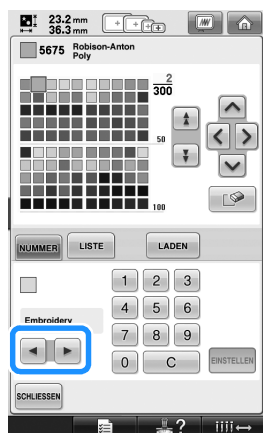 23.2 mm
36.3 mm
5675 Robison-Anton
Poly
2
300
50
100
NUMMER LISTE LADEN
1 2 3
Embroidery
4 5 6
7 8 9
0 C EINSTELLEN
SCHLIESSEN
?